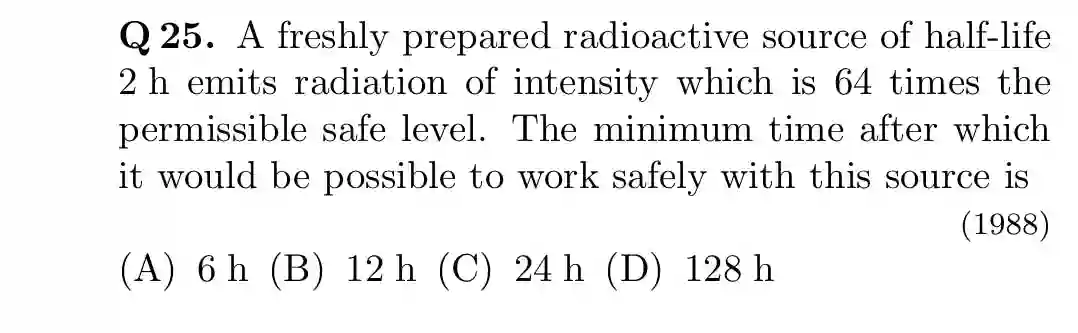 Q 25. A freshly prepared radioactive source of half-life
2 h emits radiation of intensity which is 64 times the
permissible safe level. The minimum time after which
it would be possible to work safely with this source is
(1988)
(A) 6 h (B) 12 h (C) 24 h (D) 128 h